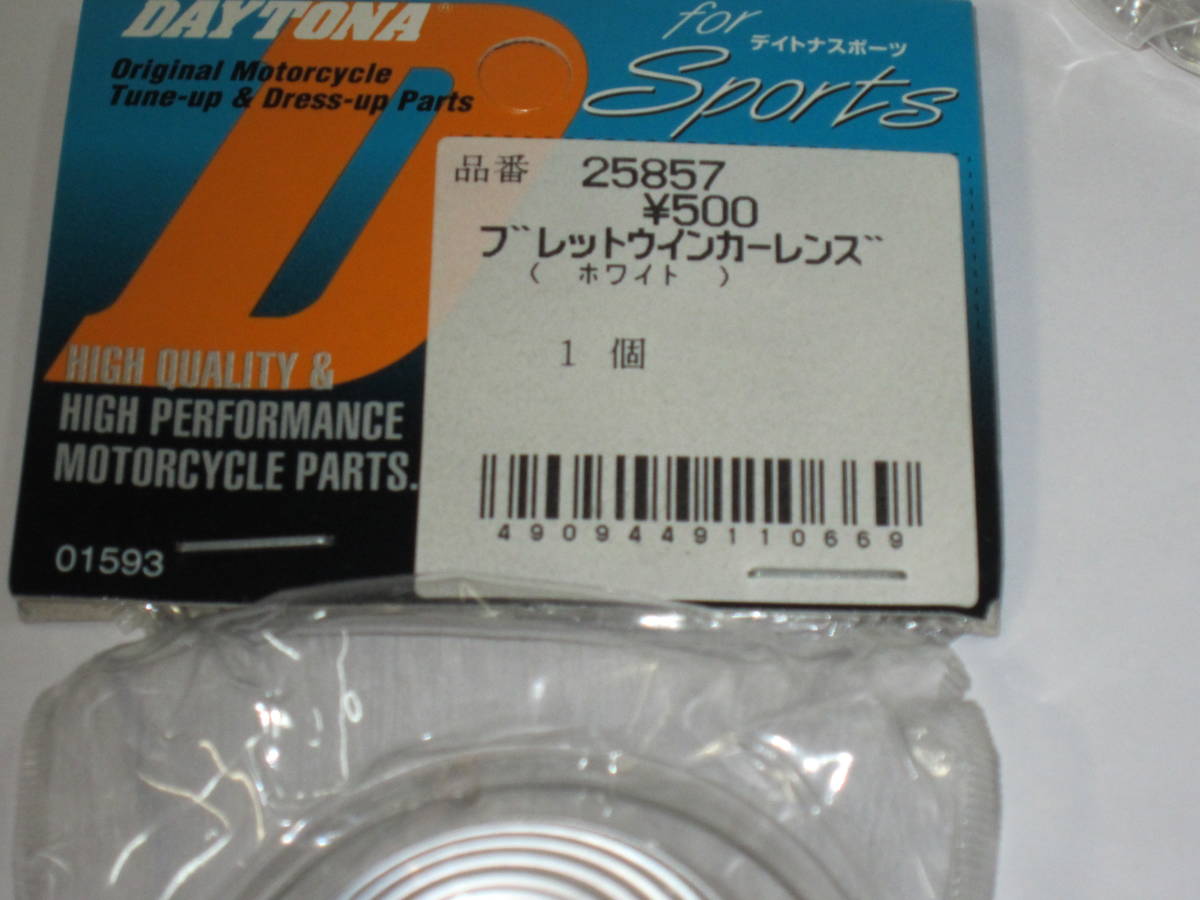 DAYTONA®
Original Motorcycle
Tune-up & Dress-up Parts
for
デイトナスポーツ
Sports
品番 25857
¥500
ブレットウインカーレンズ
( ホワイト )
1 個
4909449110669
HIGH QUALITY &
HIGH PERFORMANCE
MOTORCYCLE PARTS.
01593